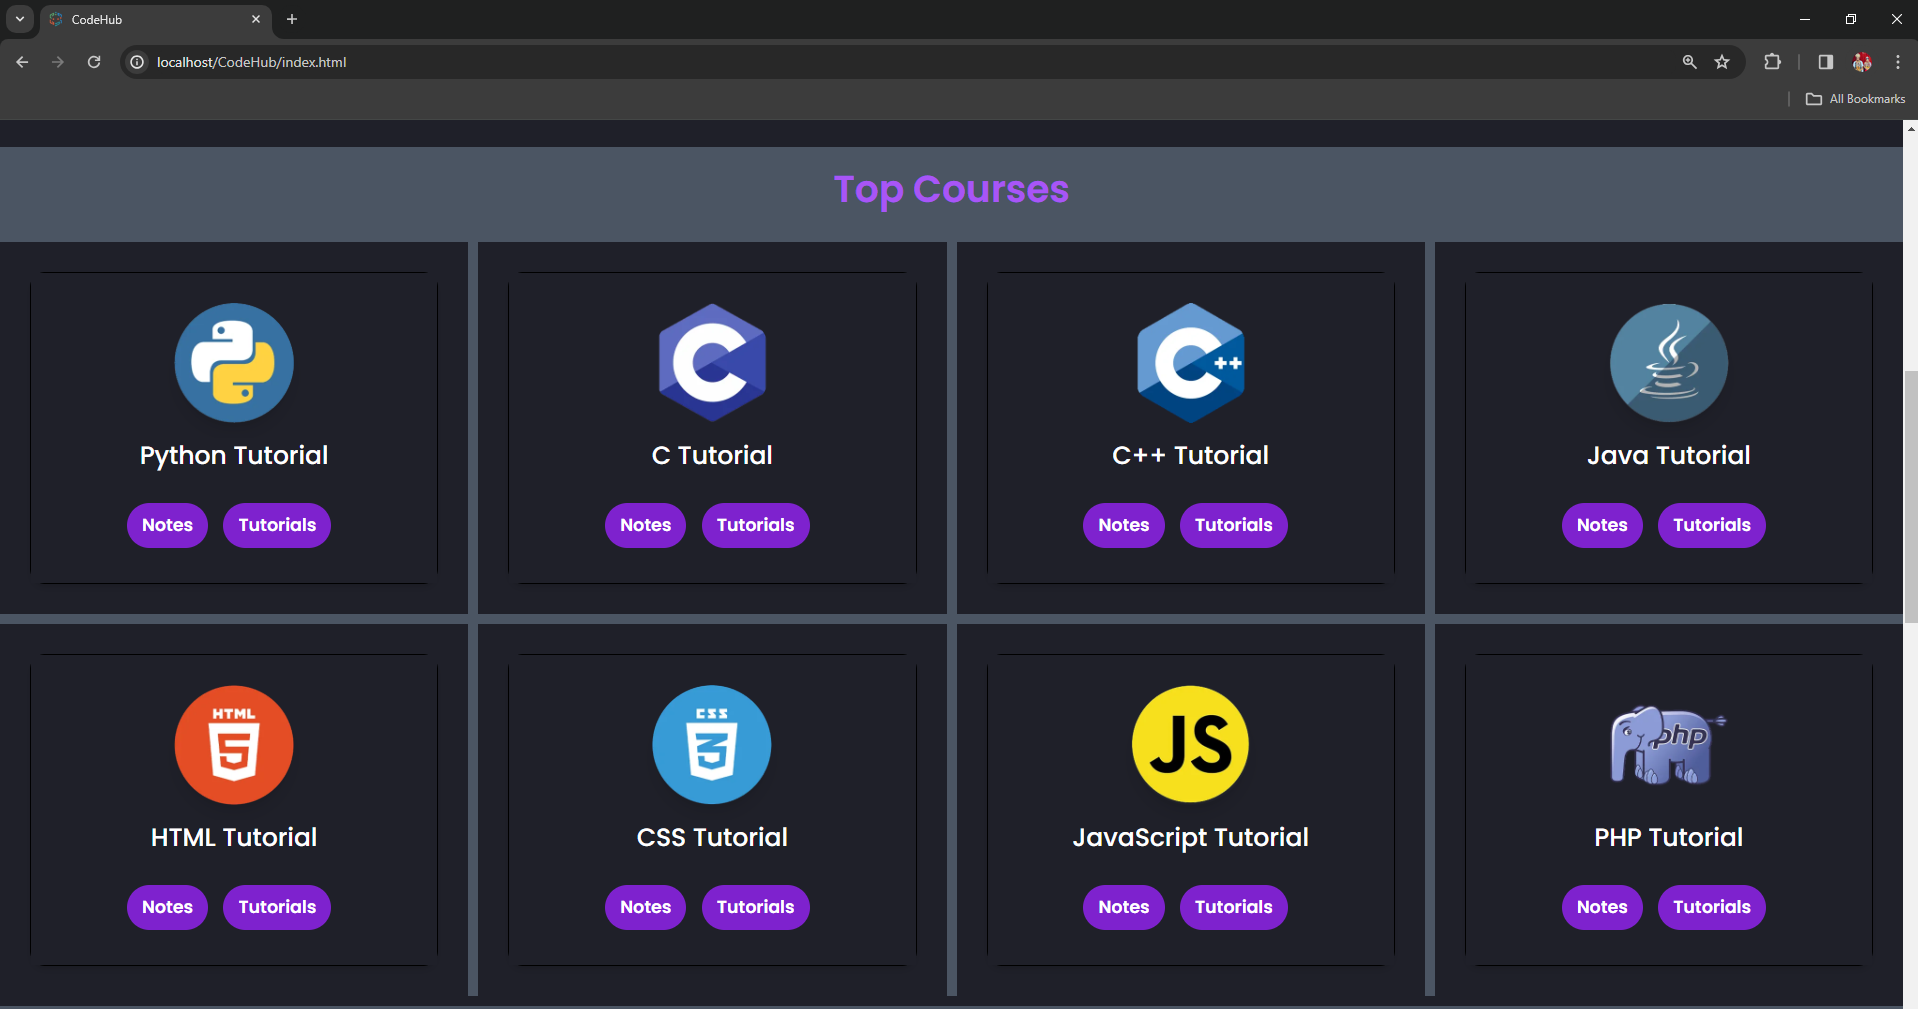 CodeHub
localhost/CodeHub/index.html
All Bookmarks
Top Courses
C
C++
Python Tutorial
C Tutorial
C++ Tutorial
Java Tutorial
Notes Tutorials
Notes Tutorials
Notes Tutorials
Notes Tutorials
HTML 5
CSS 3
JS
php
HTML Tutorial
CSS Tutorial
JavaScript Tutorial
PHP Tutorial
Notes Tutorials
Notes Tutorials
Notes Tutorials
Notes Tutorials